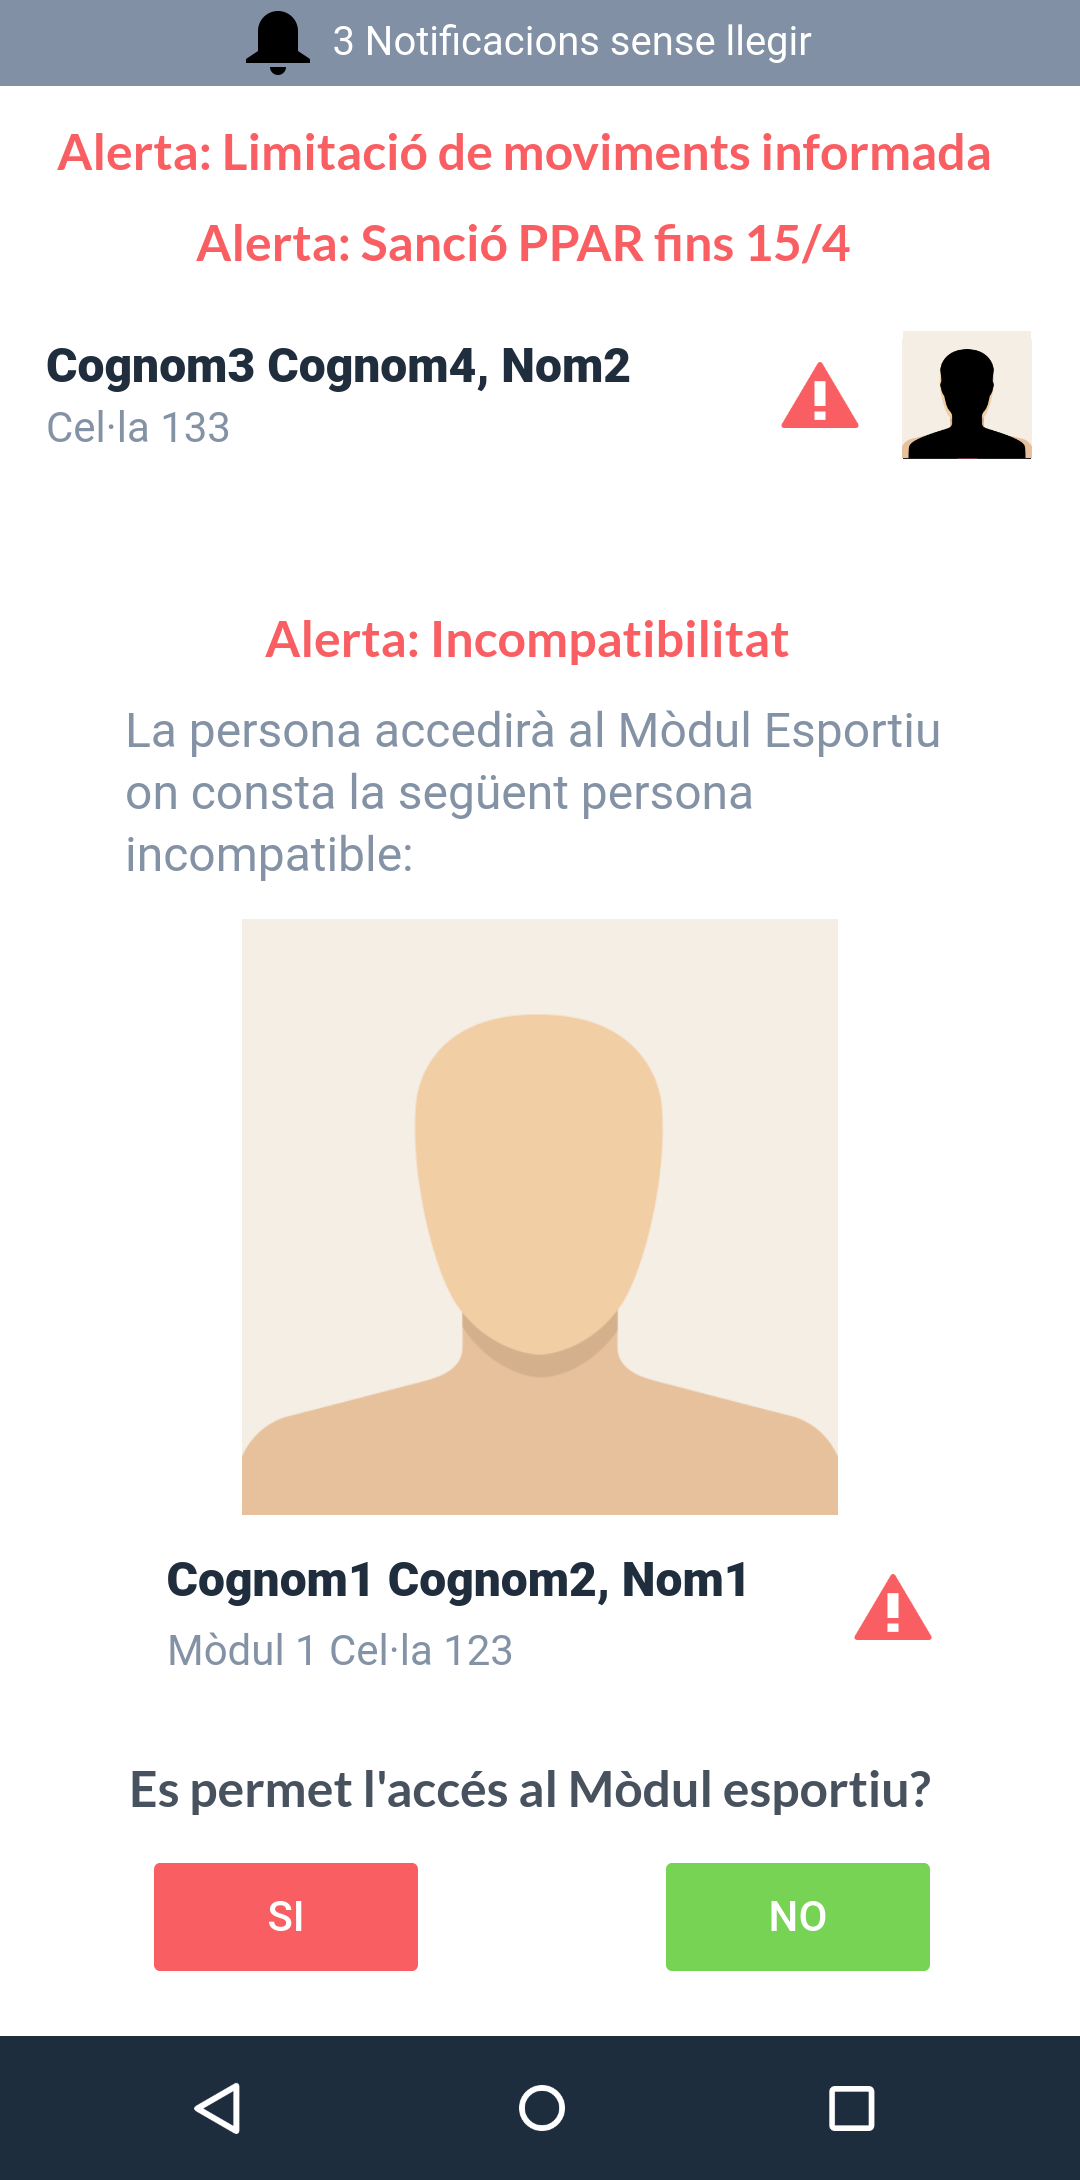 3 Notificacions sense llegir
Alerta: Limitació de moviments informada
Alerta: Sanció PPAR fins 15/4
Cognom3 Cognom4, Nom2
Cel·la 133
Alerta: Incompatibilitat
La persona accedirà al Mòdul Esportiu
on consta la següent persona
incompatible:
Cognom1 Cognom2, Nom1
Mòdul 1 Cel·la 123
Es permet l'accés al Mòdul esportiu?
SI
NO